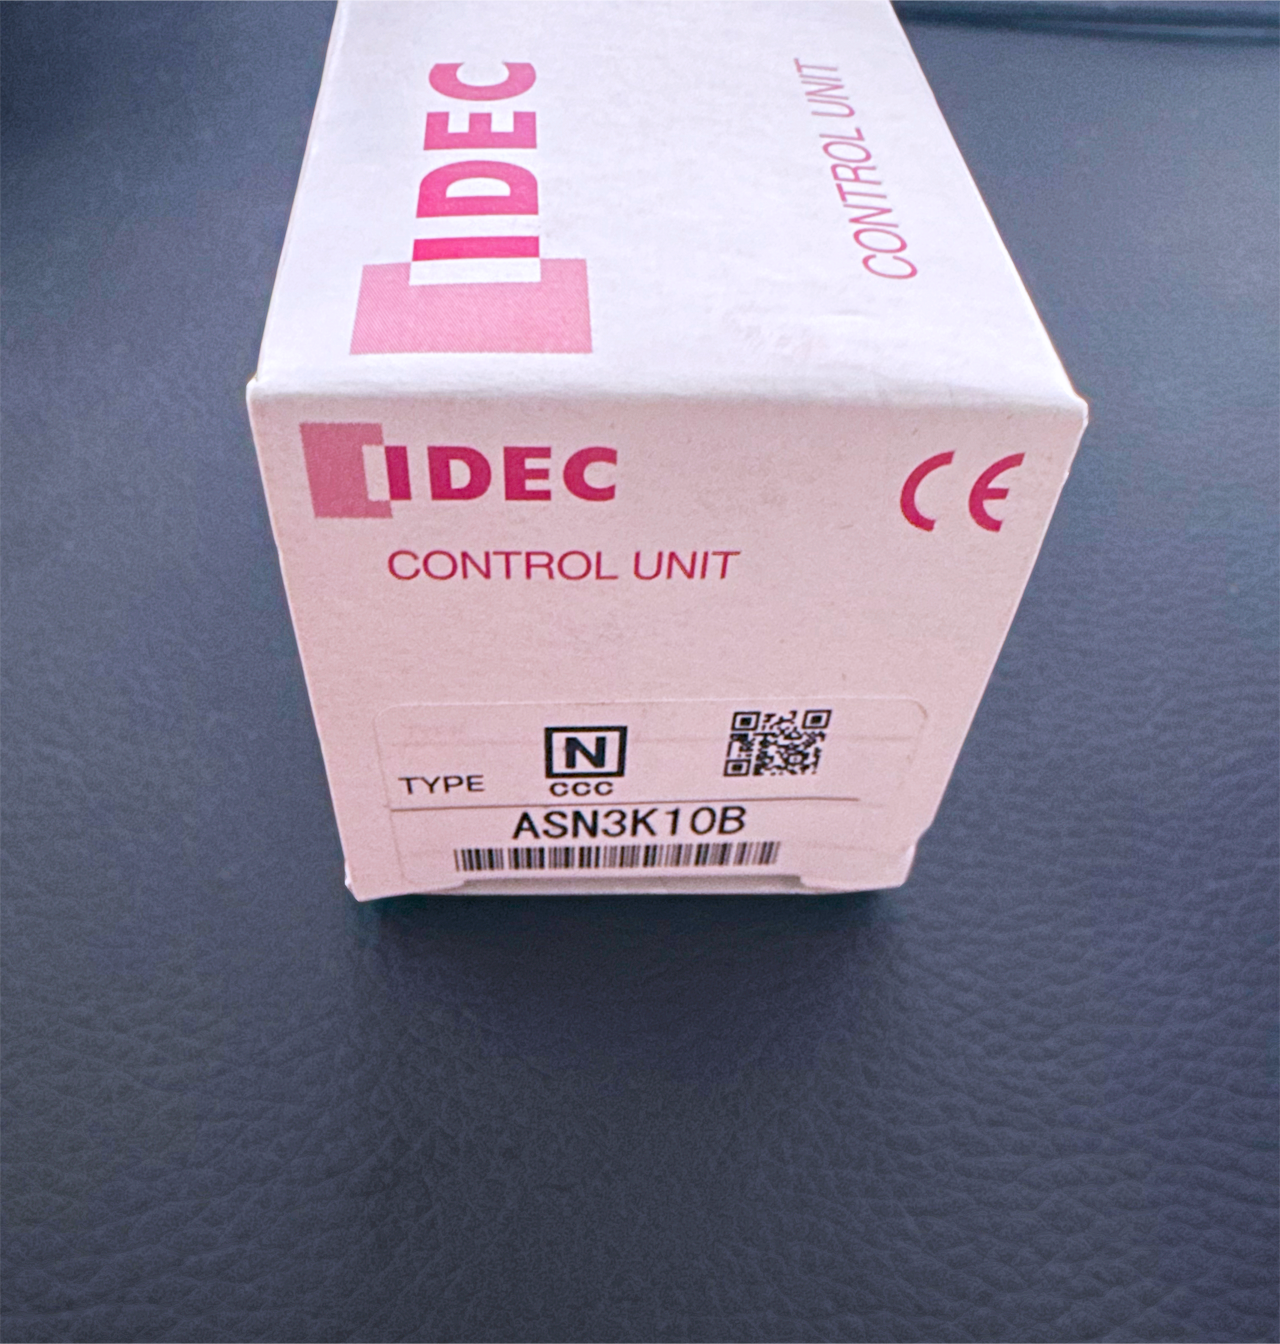 IDEC
CONTROL UNIT
IDEC
CE
CONTROL UNIT
TYPE
N
CCC
ASN3K10B